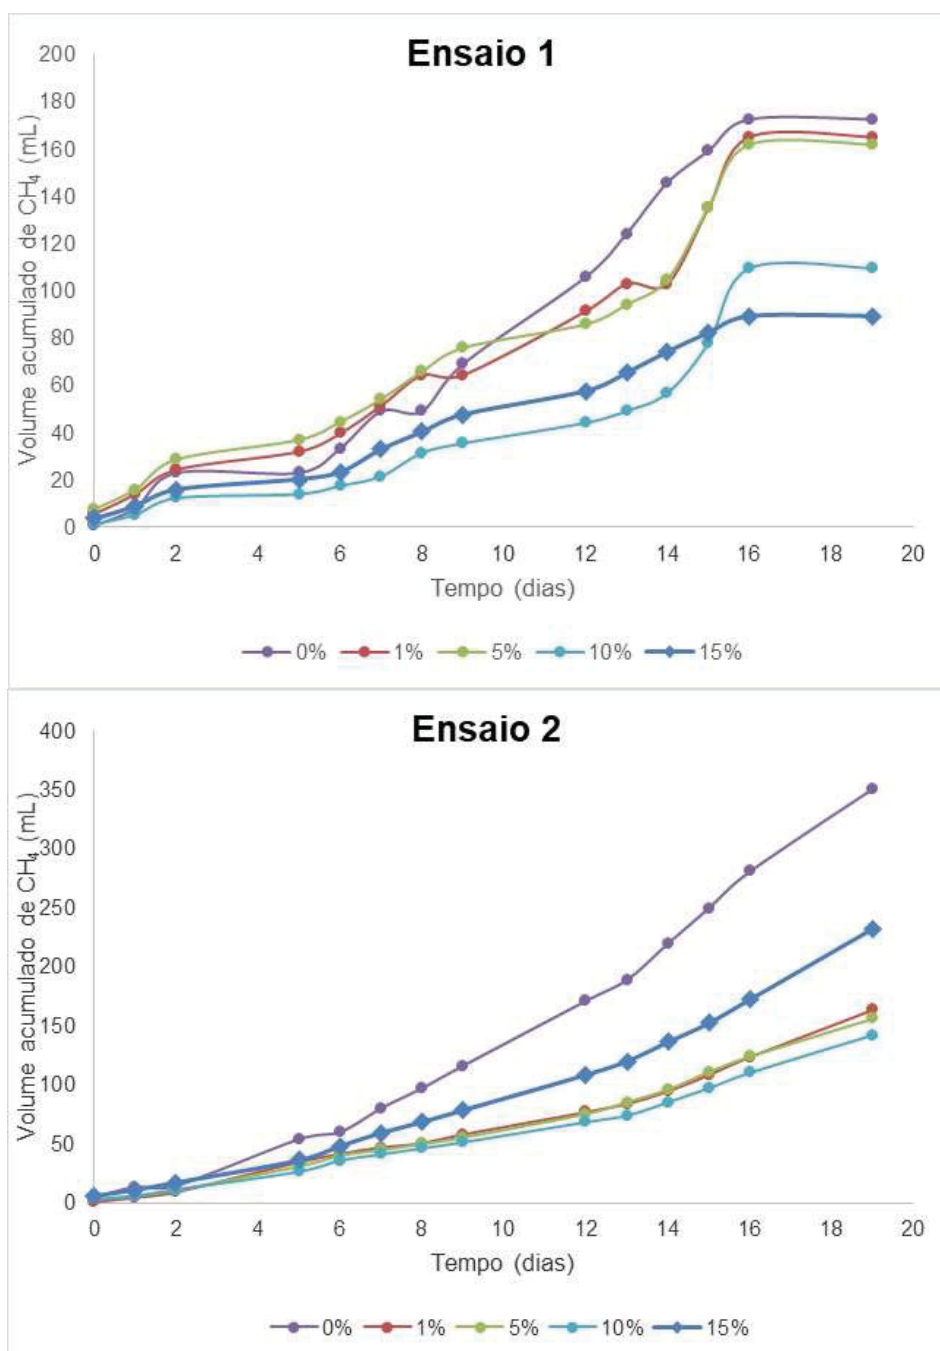 Ensaio 1
Volume acumulado de CH₄ (mL)
200
180
160
140
120
100
80
60
40
20
0
0 2 4 6 8 10 12 14 16 18 20
Tempo (dias)
0% 1% 5% 10% 15%
Ensaio 2
Volume acumulado de CH₄ (mL)
400
350
300
250
200
150
100
50
0
0 2 4 6 8 10 12 14 16 18 20
Tempo (dias)
0% 1% 5% 10% 15%